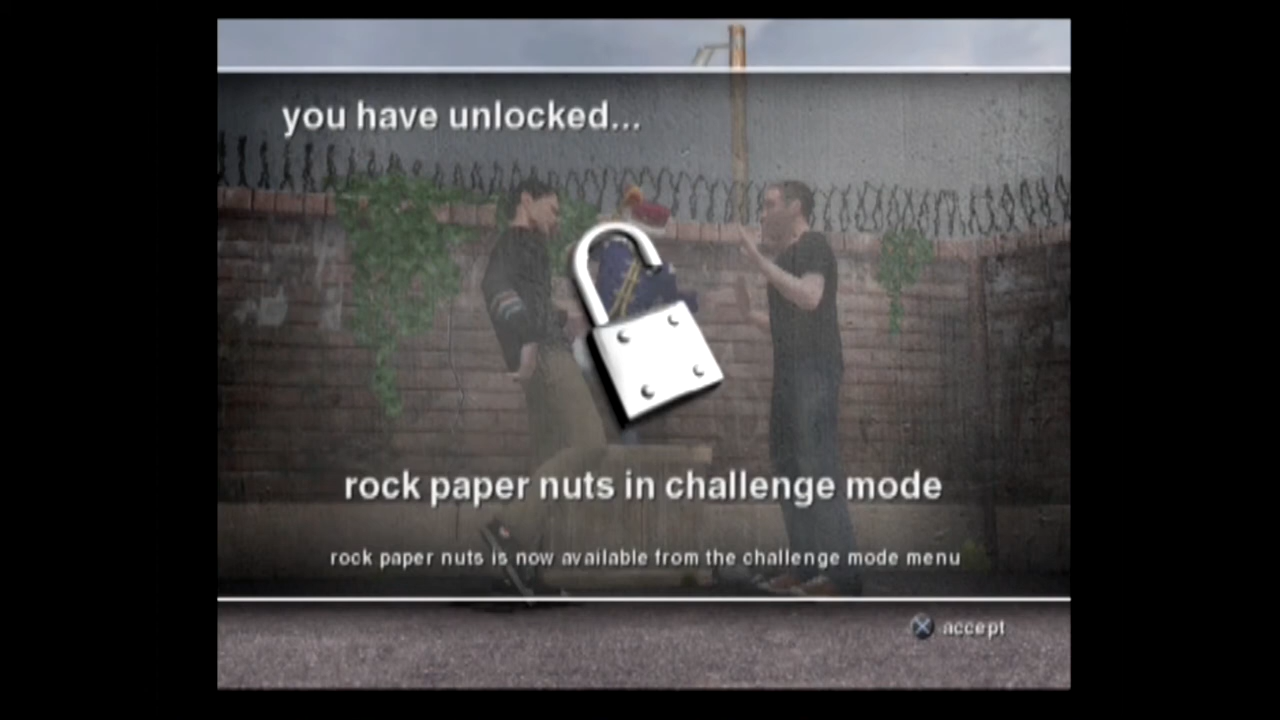 you have unlocked...
rock paper nuts in challenge mode
rock paper nuts is now available from the challenge mode menu
accept